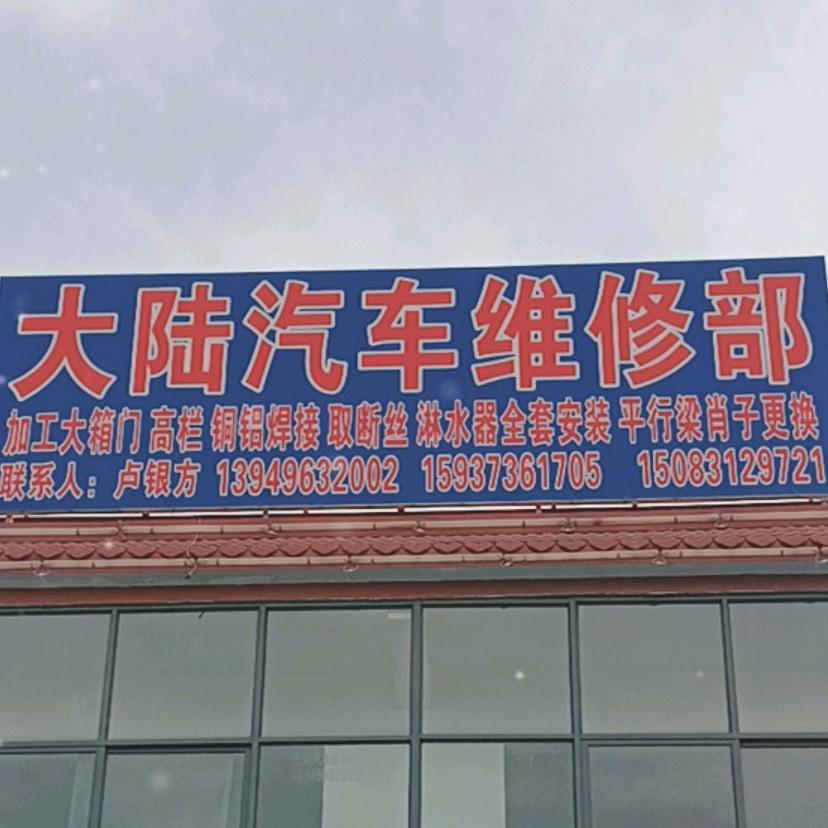 大陆汽车维修部
加工大箱门 高栏 铜铝焊接 取断丝 淋水器全套安装 平行梁肖子更换
联系人：卢银方 13949632002 15937361705 15083129721